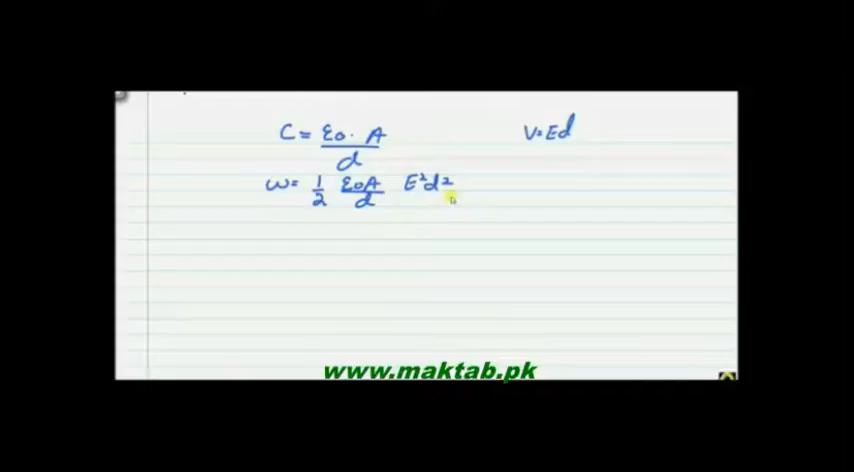 C = ε0 · A / d V=Ed
w= 1/2 ε0A/d E²d²
www.maktab.pk